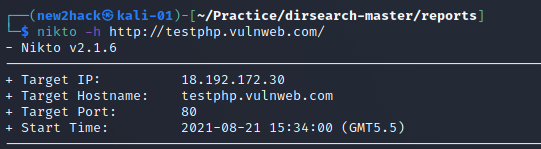 ┌──(new2hack㉿kali-01)-[~/Practice/dirsearch-master/reports]
└─$ nikto -h http://testphp.vulnweb.com/
- Nikto v2.1.6
+ Target IP: 18.192.172.30
+ Target Hostname: testphp.vulnweb.com
+ Target Port: 80
+ Start Time: 2021-08-21 15:34:00 (GMT5.5)